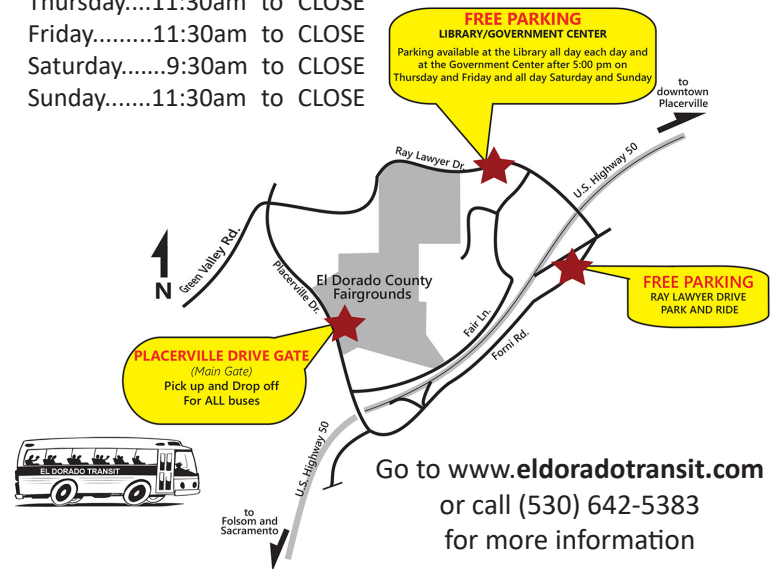 Thursday....11:30am to CLOSE
Friday.........11:30am to CLOSE
Saturday.......9:30am to CLOSE
Sunday.......11:30am to CLOSE
FREE PARKING
LIBRARY/GOVERNMENT CENTER
Parking available at the Library all day each day and
at the Government Center after 5:00 pm on
Thursday and Friday and all day Saturday and Sunday
to
downtown
Placerville
Ray Lawyer Dr.
U.S. Highway 50
Green Valley Rd.
N
Placerville Dr.
El Dorado County
Fairgrounds
FREE PARKING
RAY LAWYER DRIVE
PARK AND RIDE
Fair Ln.
Forni Rd.
PLACERVILLE DRIVE GATE
(Main Gate)
Pick up and Drop off
For ALL buses
U.S. Highway 50
EL DORADO TRANSIT
to
Folsom and
Sacramento
Go to www.eldoradotransit.com
or call (530) 642-5383
for more information